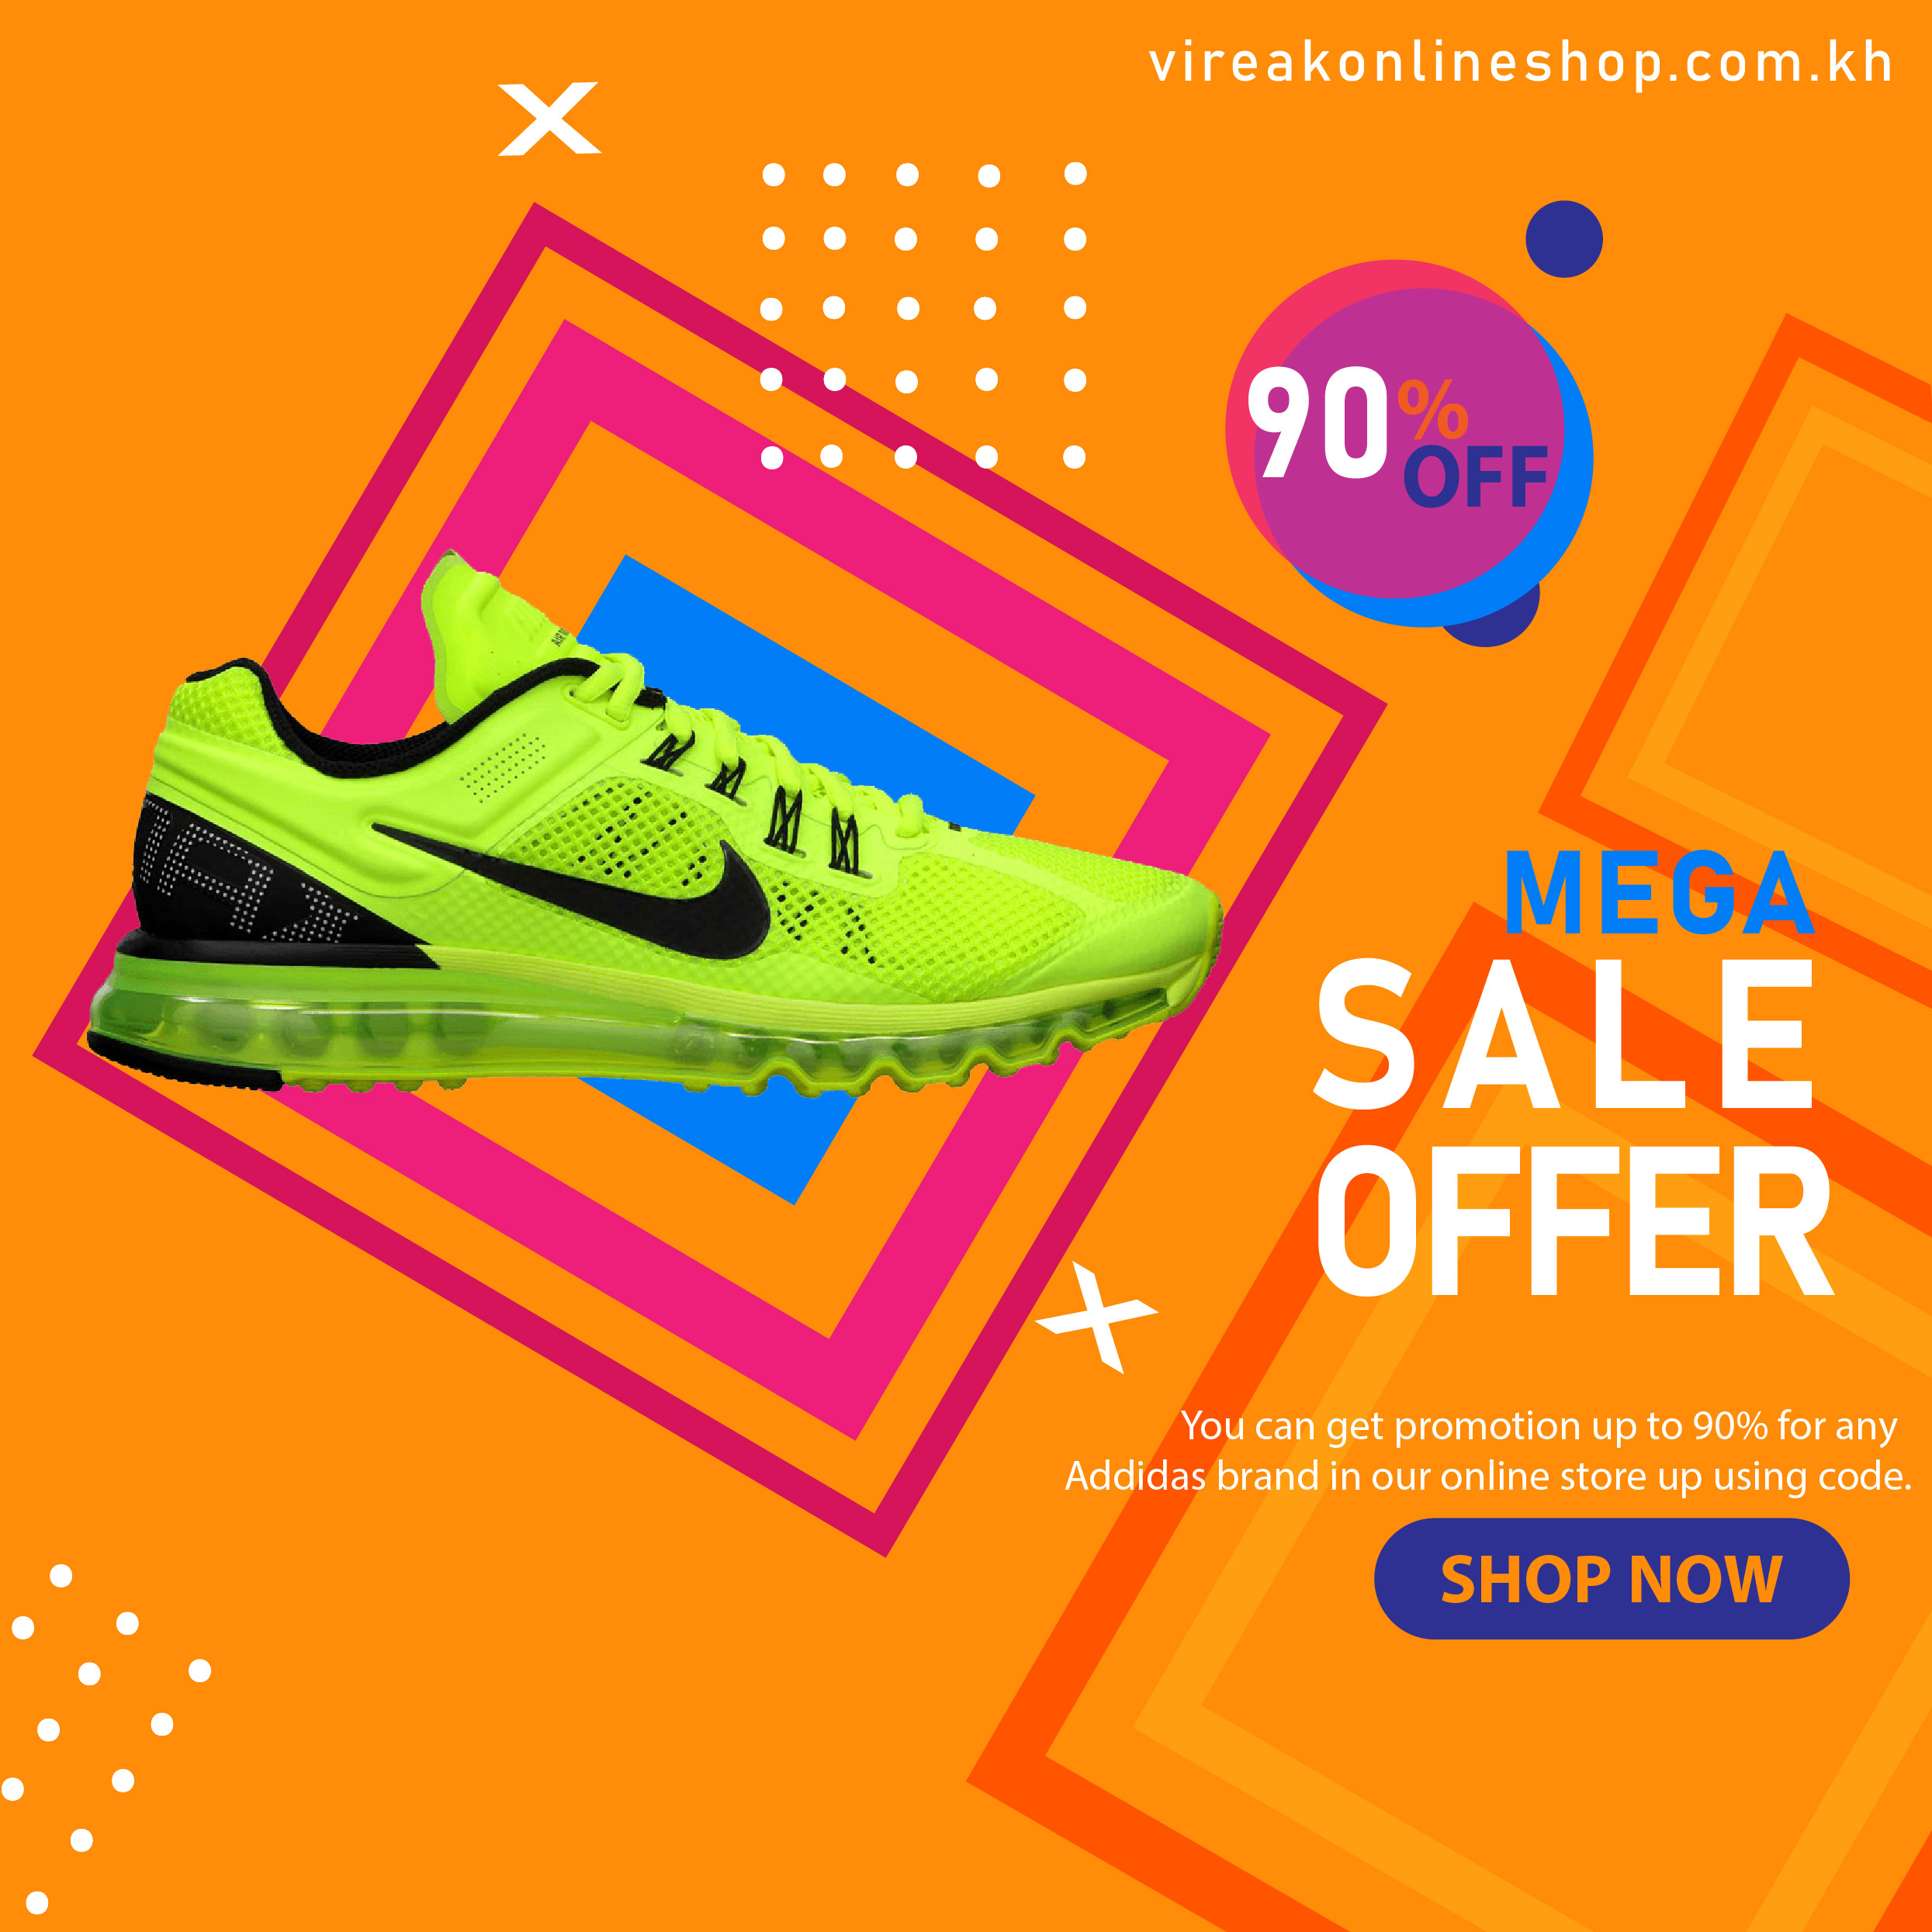 vireakonlineshop.com.kh
90%
OFF
MEGA
SALE
OFFER
You can get promotion up to 90% for any
Addidas brand in our online store up using code.
SHOP NOW